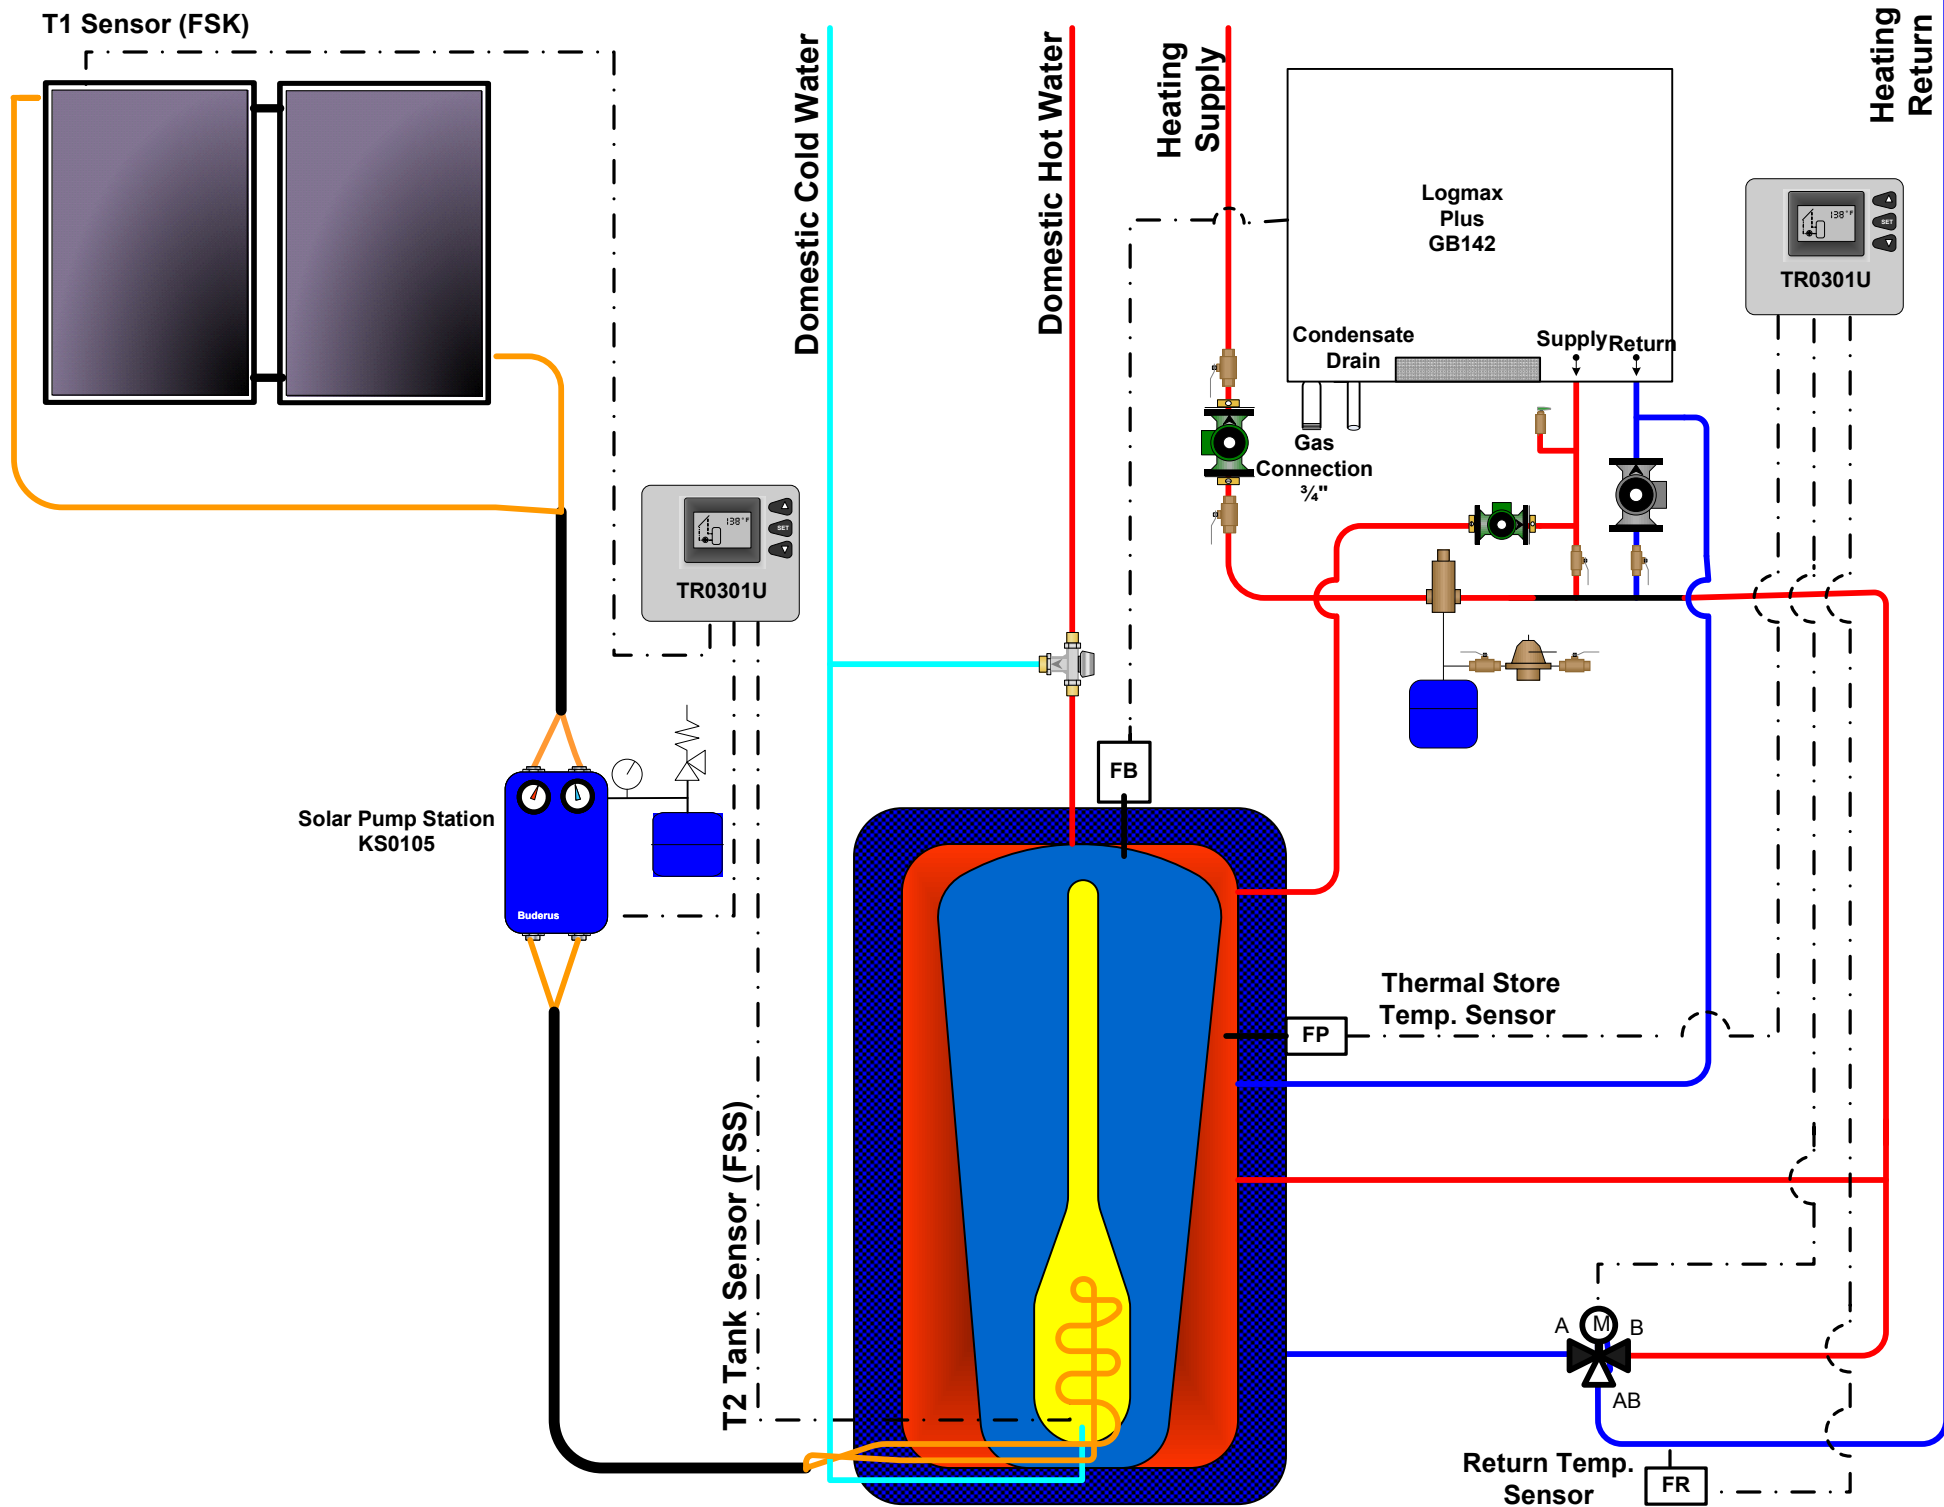 T1 Sensor (FSK)
Domestic Cold Water
Domestic Hot Water
Heating
Supply
Heating
Return
Logmax
Plus
GB142
138°F
SET
TR0301U
Condensate
Drain
Supply
Return
Gas
Connection
¾"
138°F
SET
TR0301U
FB
Solar Pump Station
KS0105
Buderus
Thermal Store
Temp. Sensor
FP
T2 Tank Sensor (FSS)
A
M
B
AB
Return Temp.
Sensor
FR